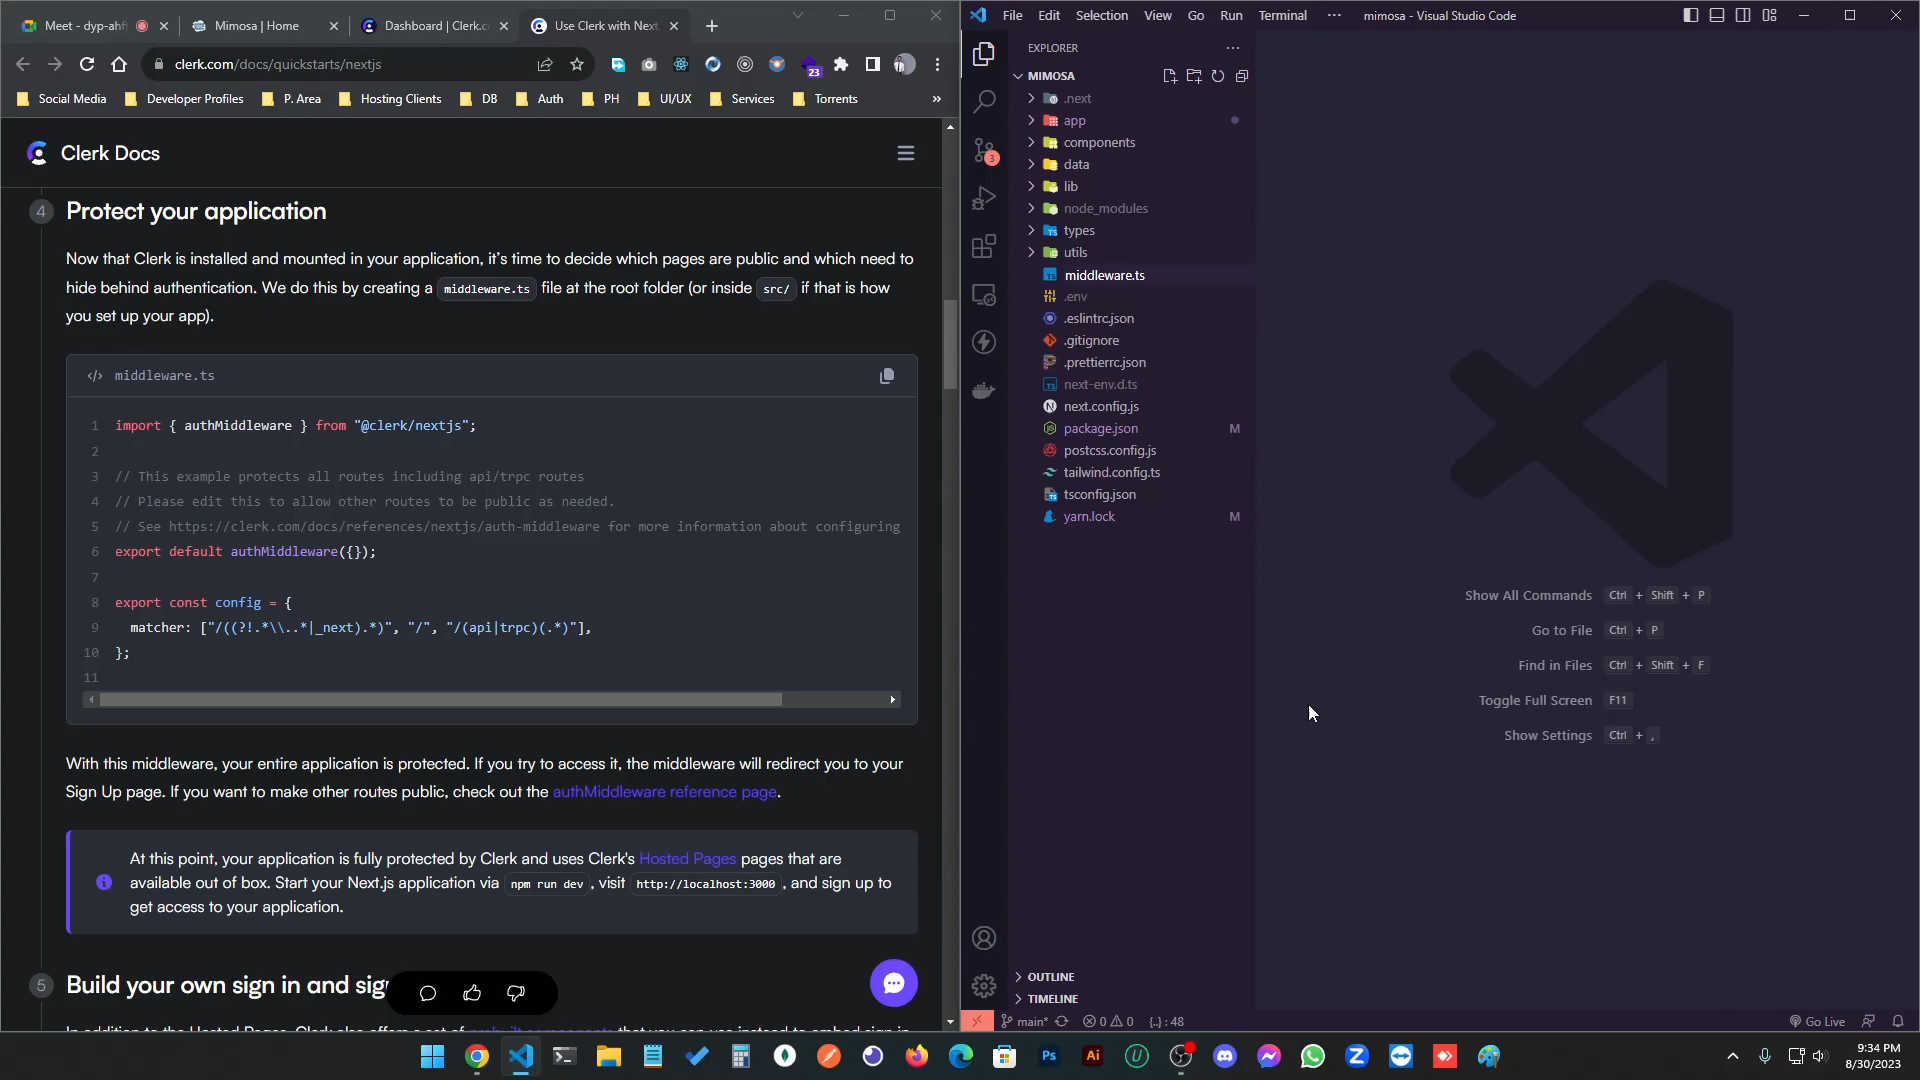 Meet - dyp-ahf
Mimosa | Home
Dashboard | Clerk.co
Use Clerk with Next
clerk.com/docs/quickstarts/nextjs
23
Social Media
Developer Profiles
P. Area
Hosting Clients
DB
Auth
PH
UI/UX
Services
Torrents
»
Clerk Docs
4
Protect your application
Now that Clerk is installed and mounted in your application, it's time to decide which pages are public and which need to
hide behind authentication. We do this by creating a middleware.ts file at the root folder (or inside src/ if that is how
you set up your app).
</> middleware.ts
1 import { authMiddleware } from "@clerk/nextjs";
2
3 // This example protects all routes including api/trpc routes
4 // Please edit this to allow other routes to be public as needed.
5 // See https://clerk.com/docs/references/nextjs/auth-middleware for more information about configuring
6 export default authMiddleware({});
7
8 export const config = {
9 matcher: ["/((?!.*\\..*|_next).*)", "/", "/(api|trpc)(.*)"],
10 };
11
With this middleware, your entire application is protected. If you try to access it, the middleware will redirect you to your
Sign Up page. If you want to make other routes public, check out the authMiddleware reference page.
At this point, your application is fully protected by Clerk and uses Clerk's Hosted Pages pages that are
available out of box. Start your Next.js application via npm run dev, visit http://localhost:3000, and sign up to
get access to your application.
5
Build your own sign in and sig
File Edit Selection View Go Run Terminal ··· mimosa - Visual Studio Code
EXPLORER
MIMOSA
.next
app
components
data
lib
node_modules
types
utils
middleware.ts
.env
.eslintrc.json
.gitignore
.prettierrc.json
next-env.d.ts
next.config.js
package.json M
postcss.config.js
tailwind.config.ts
tsconfig.json
yarn.lock M
3
OUTLINE
TIMELINE
Show All Commands Ctrl + Shift + P
Go to File Ctrl + P
Find in Files Ctrl + Shift + F
Toggle Full Screen F11
Show Settings Ctrl + ,
main* 0 0 {..} : 48
Go Live
Ps
Ai
9:34 PM
8/30/2023